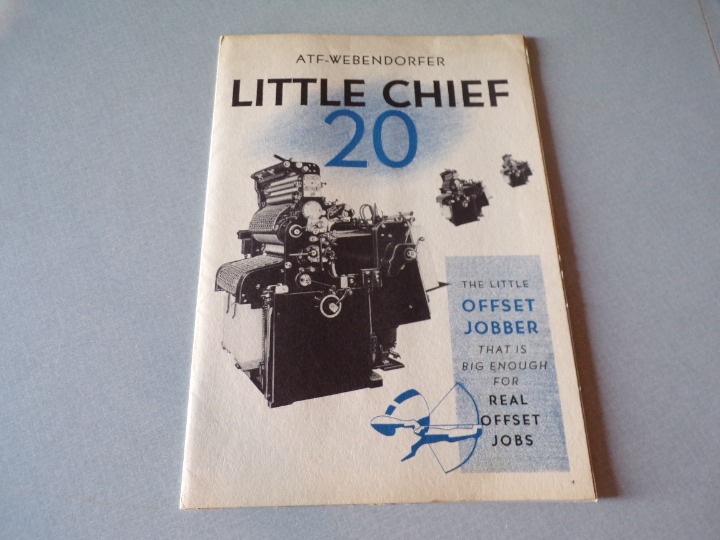 ATF-WEBENDORFER
LITTLE CHIEF
20
THE LITTLE
OFFSET
JOBBER
THAT IS
BIG ENOUGH
FOR
REAL
OFFSET
JOBS